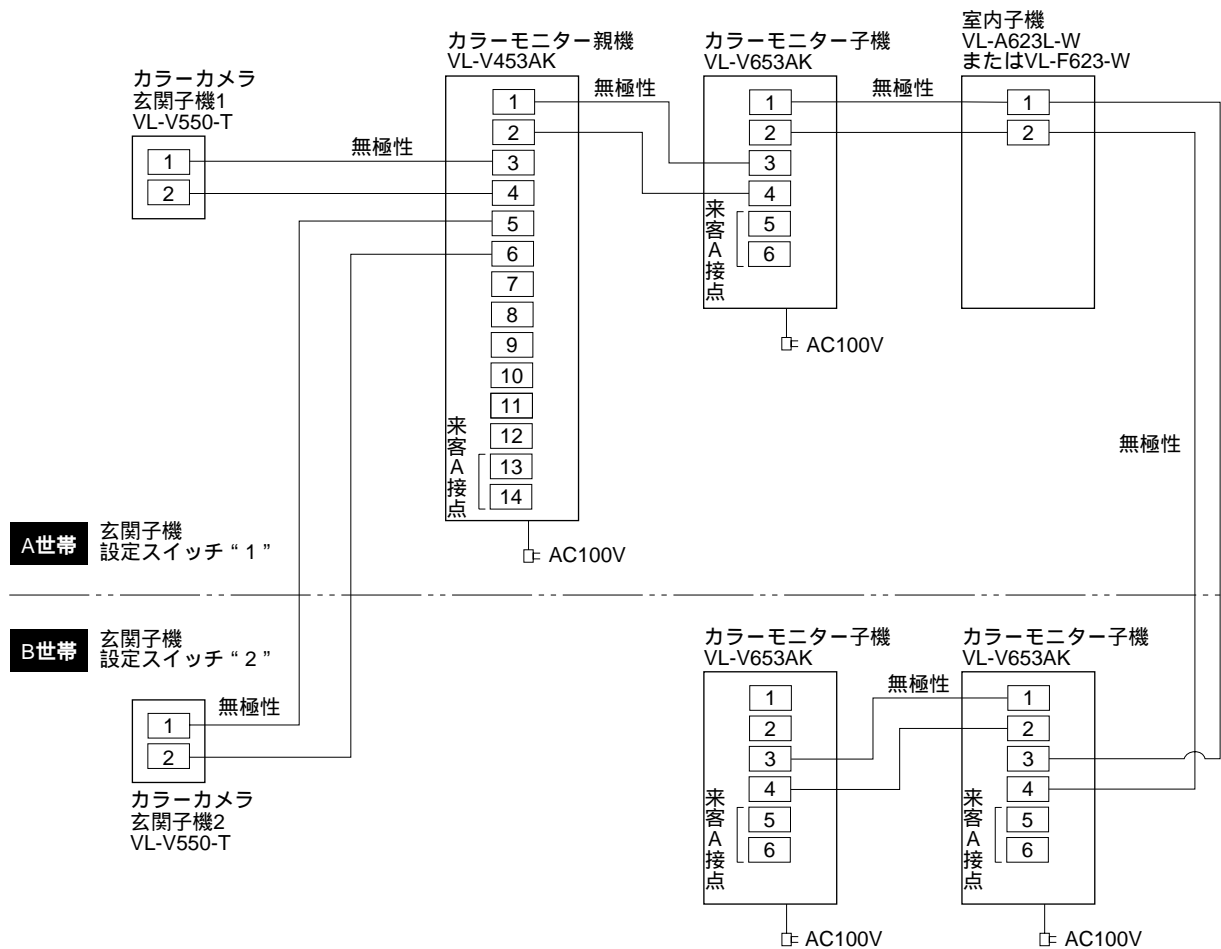 カラーカメラ
玄関子機1
VL-V550-T
1
2
無極性
カラーモニター親機
VL-V453AK
1
2
3
4
5
6
7
8
9
10
11
12
13
14
来客A接点
AC100V
無極性
カラーモニター子機
VL-V653AK
1
2
3
4
5
6
来客A接点
AC100V
無極性
室内子機
VL-A623L-W
またはVL-F623-W
1
2
無極性
A世帯
玄関子機
設定スイッチ“ 1 ”
B世帯
玄関子機
設定スイッチ“ 2 ”
無極性
1
2
カラーカメラ
玄関子機2
VL-V550-T
カラーモニター子機
VL-V653AK
1
2
3
4
5
6
来客A接点
AC100V
無極性
カラーモニター子機
VL-V653AK
1
2
3
4
5
6
来客A接点
AC100V